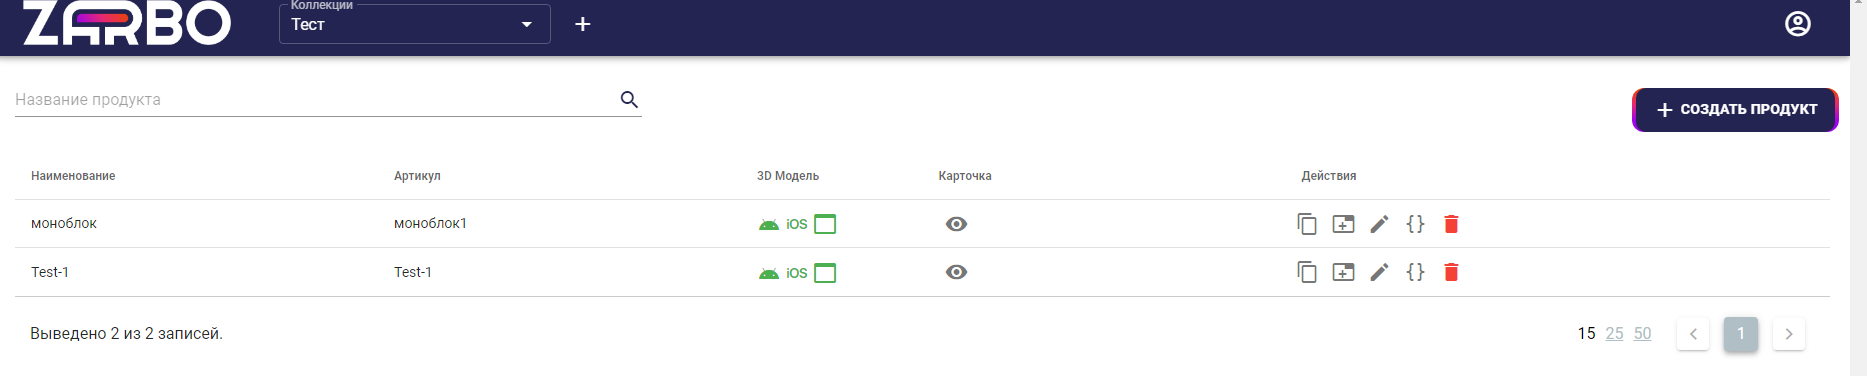 ZARBO
Коллекции
Тест
Название продукта
СОЗДАТЬ ПРОДУКТ
Наименование Артикул 3D Модель Карточка Действия
моноблок моноблок1 iOS
Test-1 Test-1 iOS
Выведено 2 из 2 записей. 15 25 50 1